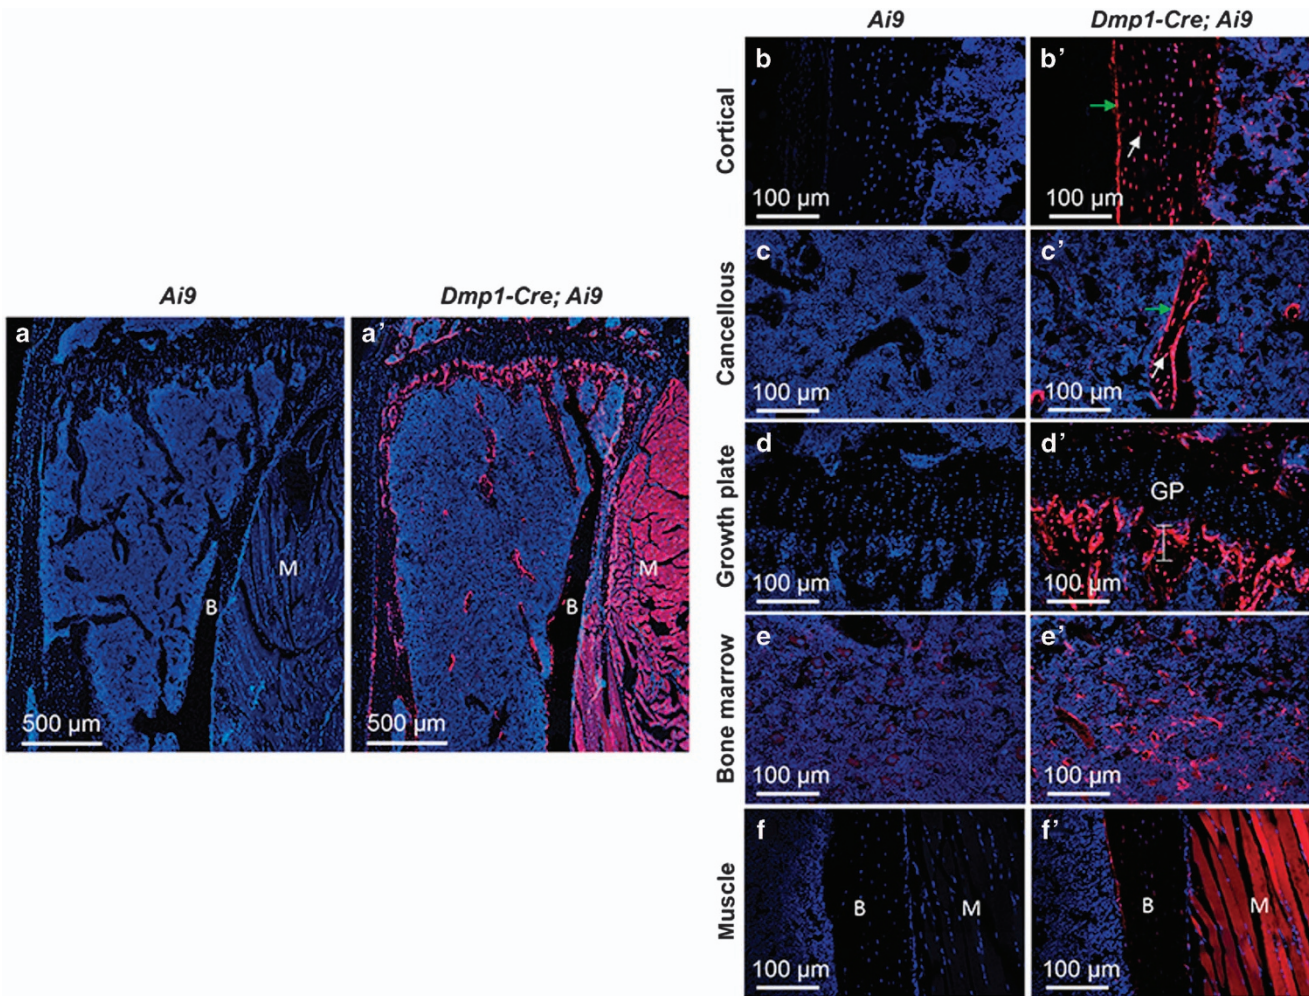 Ai9
Dmp1-Cre; Ai9
a
B
M
500 µm
a’
B
M
500 µm
Ai9
Dmp1-Cre; Ai9
Cortical
b
100 µm
b’
100 µm
Cancellous
c
100 µm
c’
100 µm
Growth plate
d
100 µm
d’
GP
100 µm
Bone marrow
e
100 µm
e’
100 µm
Muscle
f
B
M
100 µm
f’
B
M
100 µm